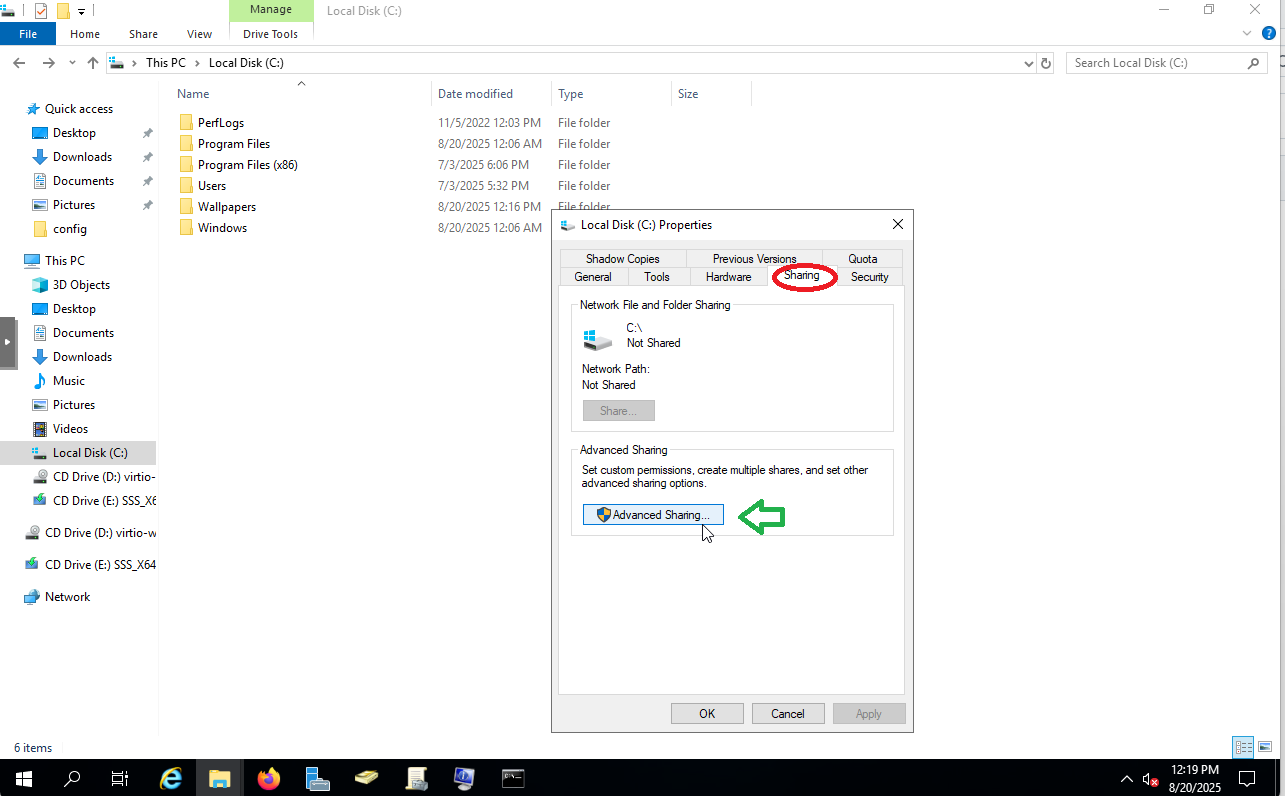 Manage
Local Disk (C:)
File
Home
Share
View
Drive Tools
This PC
Local Disk (C:)
Search Local Disk (C:)
Name
Date modified
Type
Size
PerfLogs
11/5/2022 12:03 PM
File folder
Program Files
8/20/2025 12:06 AM
File folder
Program Files (x86)
7/3/2025 6:06 PM
File folder
Users
7/3/2025 5:32 PM
File folder
Wallpapers
8/20/2025 12:16 PM
File folder
Windows
8/20/2025 12:06 AM
Quick access
Desktop
Downloads
Documents
Pictures
config
This PC
3D Objects
Desktop
Documents
Downloads
Music
Pictures
Videos
Local Disk (C:)
CD Drive (D:) virtio-
CD Drive (E:) SSS_X6
CD Drive (D:) virtio-w
CD Drive (E:) SSS_X64
Network
Local Disk (C:) Properties
Shadow Copies
Previous Versions
Quota
General
Tools
Hardware
Sharing
Security
Network File and Folder Sharing
C:\
Not Shared
Network Path:
Not Shared
Share...
Advanced Sharing
Set custom permissions, create multiple shares, and set other
advanced sharing options.
Advanced Sharing...
OK
Cancel
Apply
6 items
12:19 PM
8/20/2025